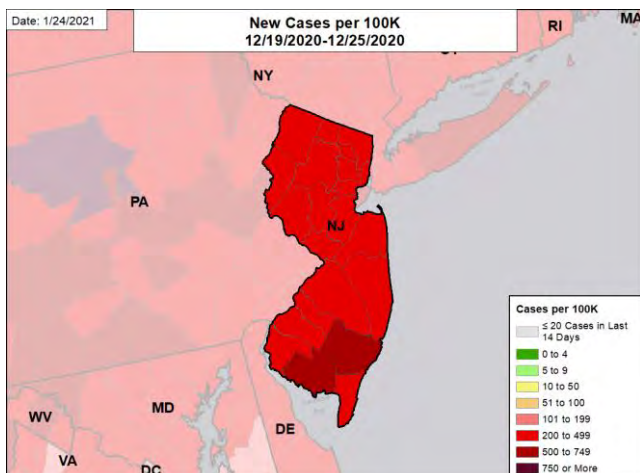 Date: 1/24/2021
New Cases per 100K
12/19/2020-12/25/2020
RI
MA
NY
PA
NJ
Cases per 100K
≤ 20 Cases in Last
14 Days
0 to 4
5 to 9
10 to 50
51 to 100
101 to 199
200 to 499
500 to 749
750 or More
WV
MD
DE
VA
DC